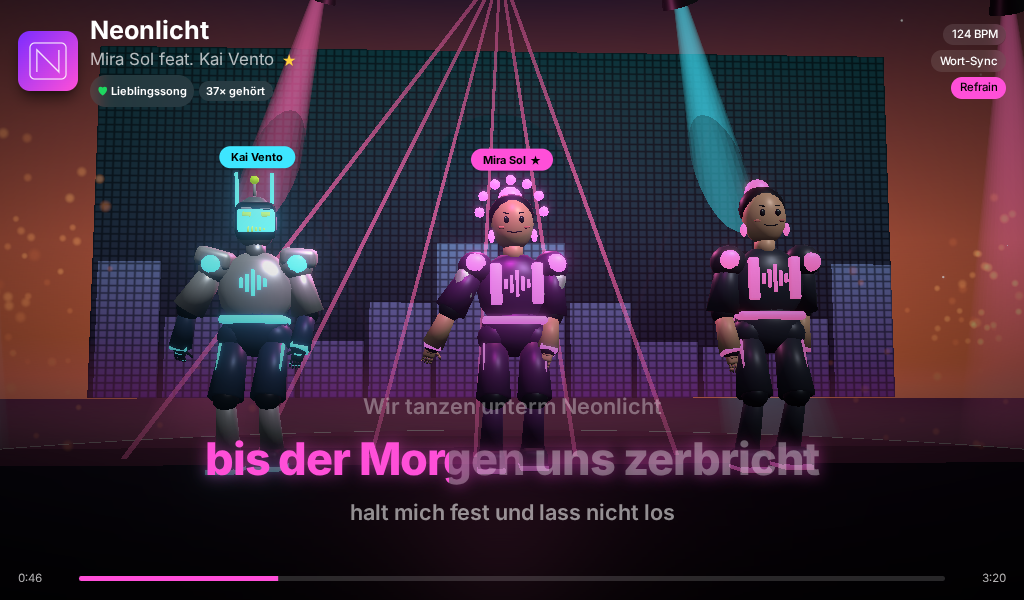 Neonlicht
Mira Sol feat. Kai Vento ★
Lieblingssong
37× gehört
124 BPM
Wort-Sync
Refrain
Kai Vento
Mira Sol ★
Wir tanzen unterm Neonlicht
bis der Morgen uns zerbricht
halt mich fest und lass nicht los
0:46
3:20